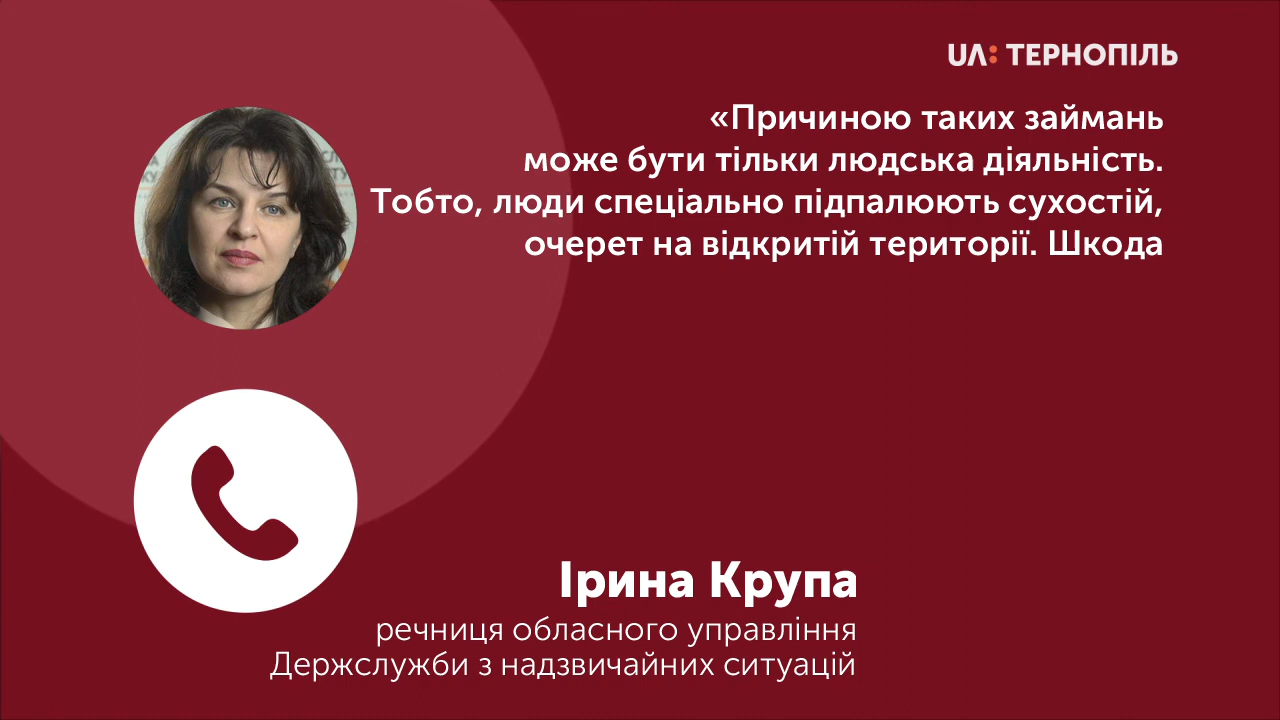 UA: ТЕРНОПІЛЬ
«Причиною таких займань
може бути тільки людська діяльність.
Тобто, люди спеціально підпалюють сухостій,
очерет на відкритій території. Шкода
Ірина Крупа
речниця обласного управління
Держслужби з надзвичайних ситуацій